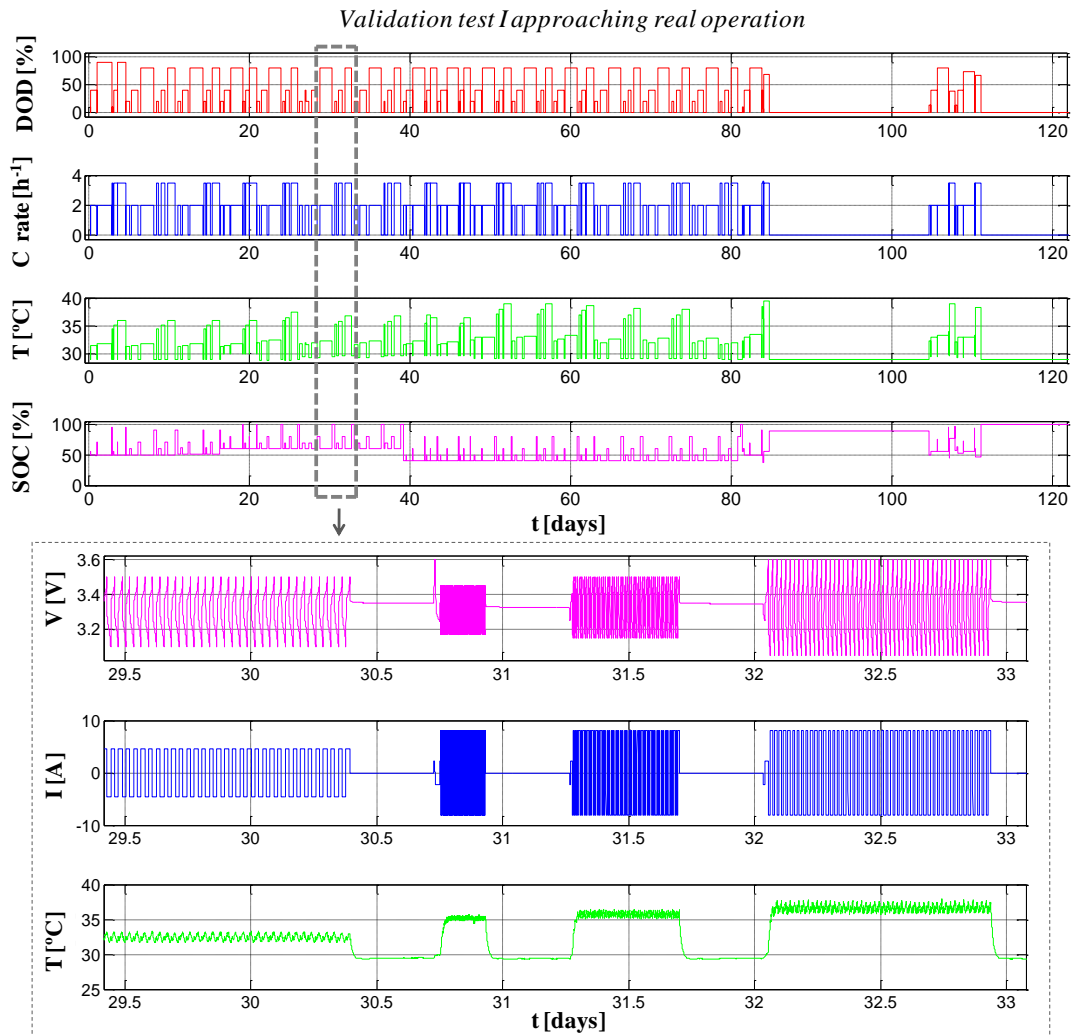 Validation test I approaching real operation
DOD [%]
100
50
0
0 20 40 60 80 100 120
C rate [h-1]
4
2
0
0 20 40 60 80 100 120
T [ºC]
40
35
30
0 20 40 60 80 100 120
SOC [%]
100
50
0
0 20 40 60 80 100 120
t [days]
V [V]
3.6
3.4
3.2
29.5 30 30.5 31 31.5 32 32.5 33
I [A]
10
0
-10
29.5 30 30.5 31 31.5 32 32.5 33
T [ºC]
40
35
30
25
29.5 30 30.5 31 31.5 32 32.5 33
t [days]